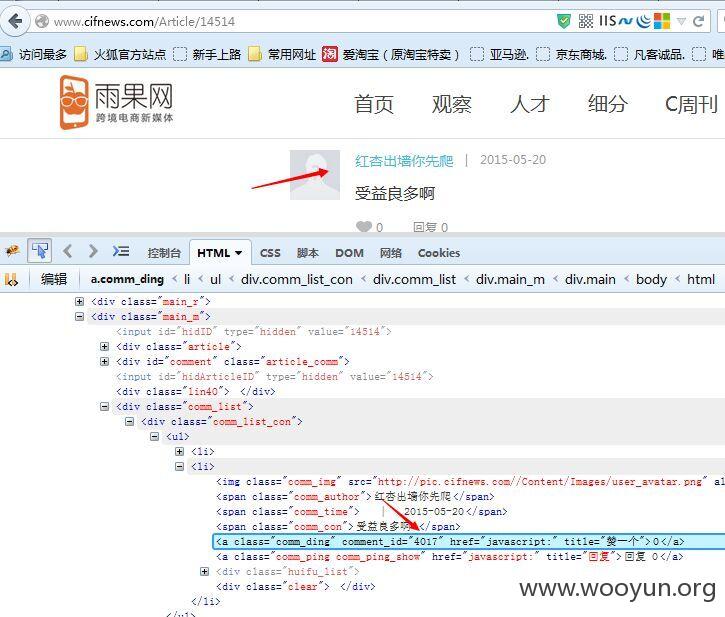 www.cifnews.com/Article/14514
访问最多 火狐官方站点 新手上路 常用网址 爱淘宝（原淘宝特卖） 亚马逊. 京东商城. 凡客诚品. 唯
雨果网
跨境电商新媒体
首页 观察 人才 细分 C周刊
红杏出墙你先爬 | 2015-05-20
受益良多啊
0 回复 0
控制台 HTML CSS 脚本 DOM 网络 Cookies
编辑 a.comm_ding < li < ul < div.comm_list_con < div.comm_list < div.main_m < div.main < body < html
<div class="main_r">
<div class="main_m">
<input id="hidID" type="hidden" value="14514">
<div class="article">
<div id="comment" class="article_comm">
<input id="hidArticleID" type="hidden" value="14514">
<div class="lin40"> </div>
<div class="comm_list">
<div class="comm_list_con">
<ul>
<li>
<li>
<img class="comm_img" src="http://pic.cifnews.com//Content/Images/user_avatar.png" al
<span class="comm_author">红杏出墙你先爬</span>
<span class="comm_time"> | 2015-05-20</span>
<span class="comm_con">受益良多啊</span>
<a class="comm_ding" comment_id="4017" href="javascript:" title="赞一个">0</a>
<a class="comm_ping comm_ping_show" href="javascript:" title="回复">回复 0</a>
<div class="huifu_list">
<div class="clear"> </div>
</li>
</ul>
www.wooyun.org